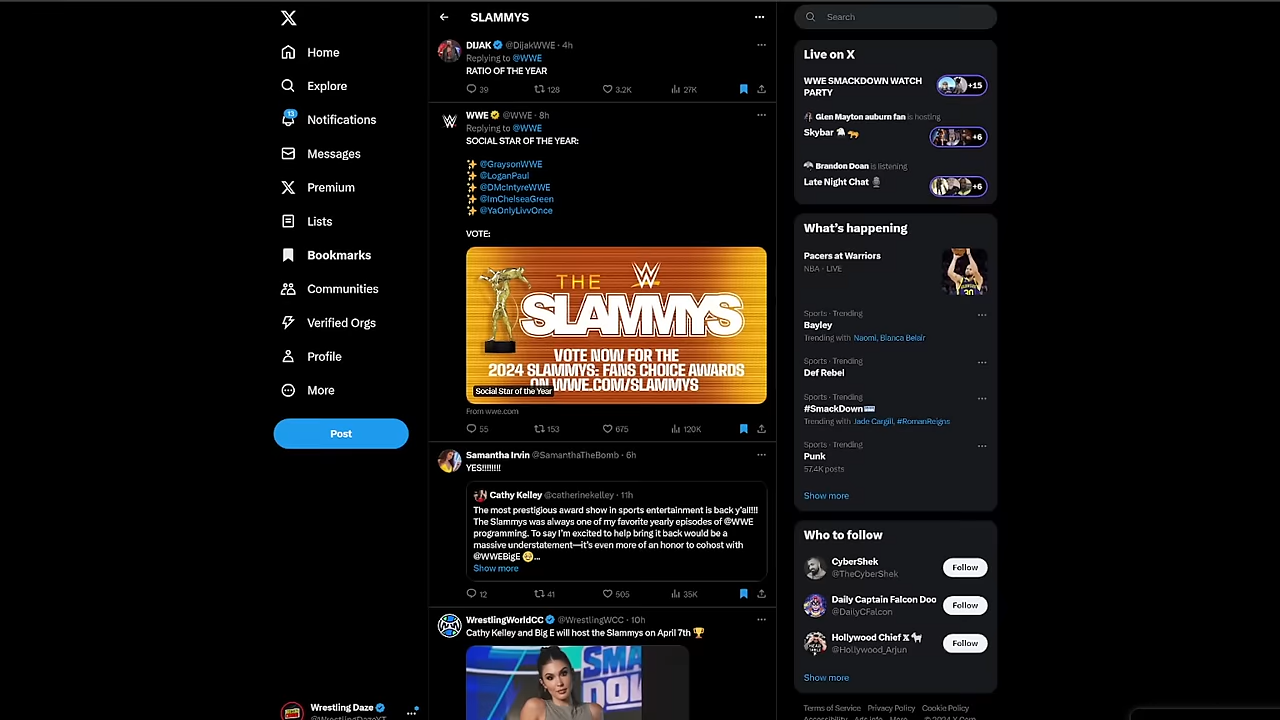 SLAMMYS
Search
Home
Explore
13
Notifications
Messages
Premium
Lists
Bookmarks
Communities
Verified Orgs
Profile
More
Post
Wrestling Daze
@WrestlingDazeYT
DIJAK @DijakWWE · 4h
Replying to @WWE
RATIO OF THE YEAR
39 128 3.2K 27K
WWE @WWE · 8h
Replying to @WWE
SOCIAL STAR OF THE YEAR:
✨ @GraysonWWE
✨ @LoganPaul
✨ @DMcIntyreWWE
✨ @ImChelseaGreen
✨ @YaOnlyLivvOnce
VOTE:
THE
SLAMMYS
VOTE NOW FOR THE
2024 SLAMMYS: FANS CHOICE AWARDS
ON WWE.COM/SLAMMYS
Social Star of the Year
From wwe.com
55 153 675 120K
Samantha Irvin @SamanthaTheBomb · 6h
YES!!!!!!!!
Cathy Kelley @catherinekelley · 11h
The most prestigious award show in sports entertainment is back y'all!!!
The Slammys was always one of my favorite yearly episodes of @WWE
programming. To say I'm excited to help bring it back would be a
massive understatement—it's even more of an honor to cohost with
@WWEBigE 🥹...
Show more
12 41 505 35K
WrestlingWorldCC @WrestlingWCC · 10h
Cathy Kelley and Big E will host the Slammys on April 7th 🏆
Live on X
WWE SMACKDOWN WATCH
PARTY
+15
Glen Mayton auburn fan is hosting
Skybar
+6
Brandon Doan is listening
Late Night Chat
+6
What's happening
Pacers at Warriors
NBA · LIVE
30
Sports · Trending
Bayley
Trending with Naomi, Bianca Belair
Sports · Trending
Def Rebel
Sports · Trending
#SmackDown
Trending with Jade Cargill, #RomanReigns
Sports · Trending
Punk
57.4K posts
Show more
Who to follow
CyberShek
@TheCyberShek
Follow
Daily Captain Falcon Doo
@DailyCFalcon
Follow
Hollywood Chief X
@Hollywood_Arjun
Follow
Show more
Terms of Service Privacy Policy Cookie Policy
Accessibility Ads info More © 2024 X Corp.